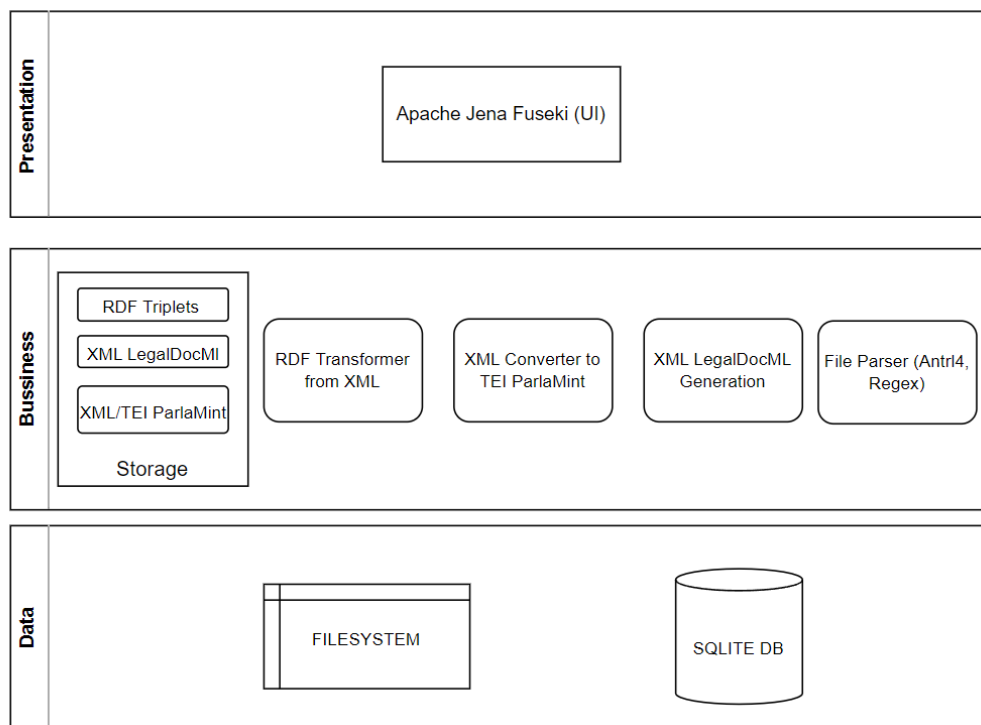 Presentation
Apache Jena Fuseki (UI)
Bussiness
RDF Triplets
XML LegalDocMl
XML/TEI ParlaMint
Storage
RDF Transformer
from XML
XML Converter to
TEI ParlaMint
XML LegalDocML
Generation
File Parser (Antrl4,
Regex)
Data
FILESYSTEM
SQLITE DB